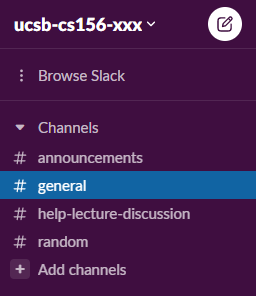 ucsb-cs156-xxx
Browse Slack
Channels
# announcements
# general
# help-lecture-discussion
# random
+ Add channels